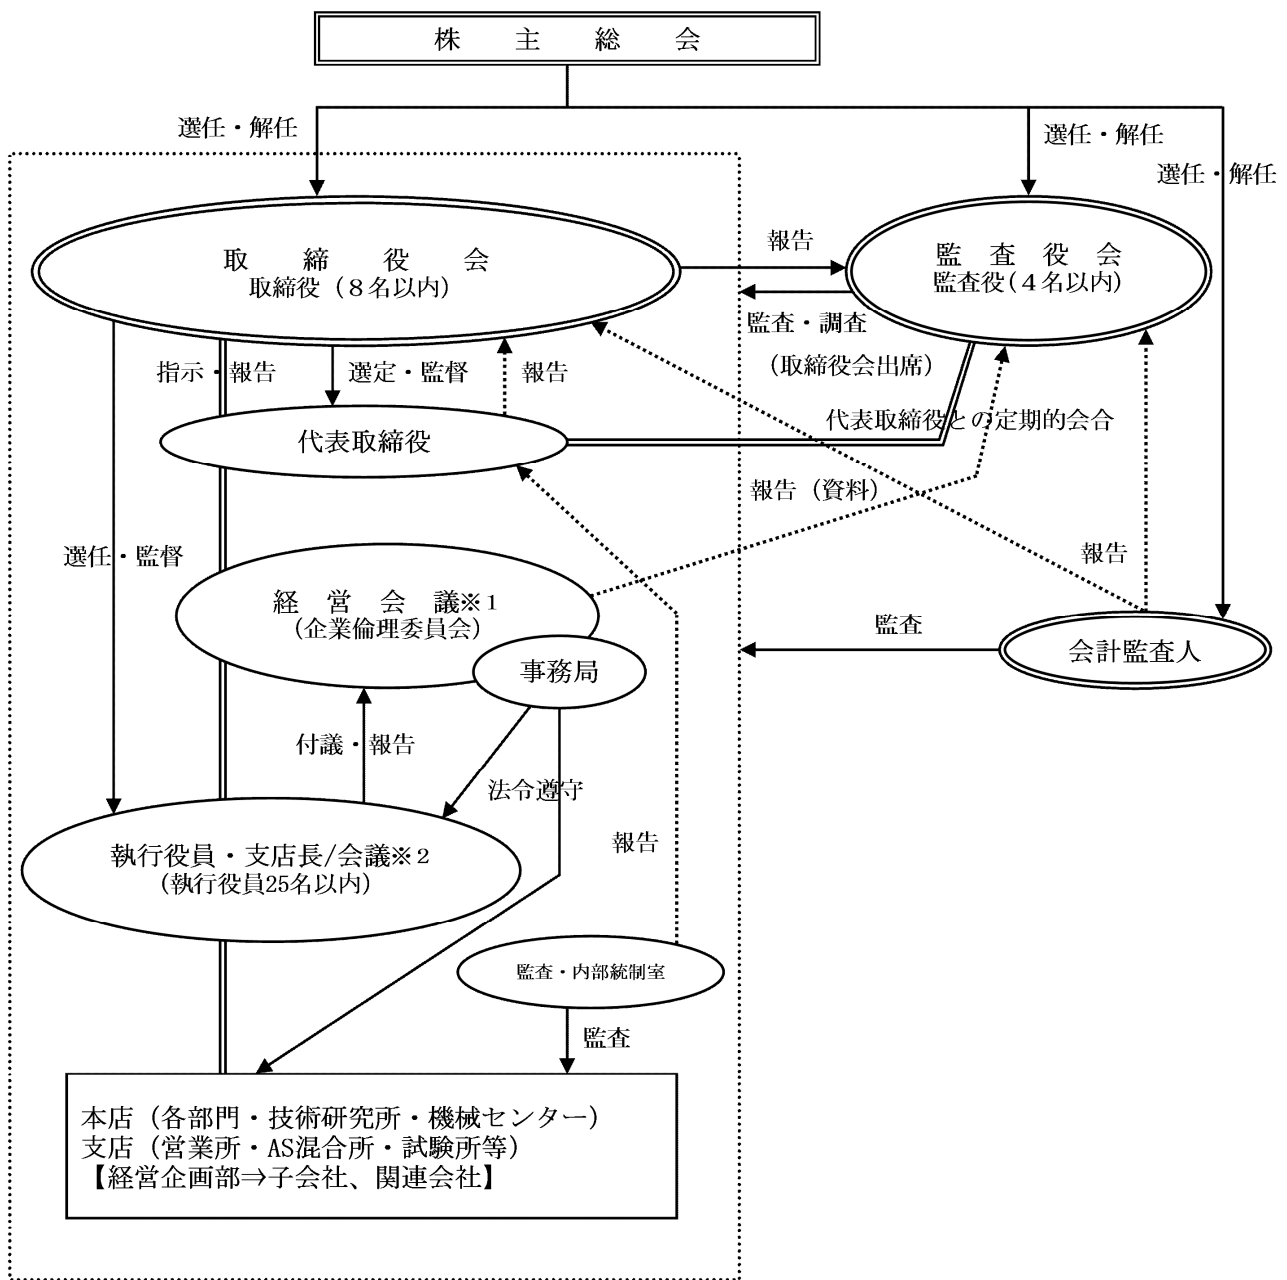 株　主　総　会
選任・解任
選任・解任
選任・解任
取　締　役　会
取締役（８名以内）
報告
監　査　役　会
監査役（４名以内）
監査・調査
（取締役会出席）
指示・報告
選定・監督
報告
代表取締役との定期的会合
代表取締役
報告（資料）
選任・監督
報告
経　営　会　議※１
（企業倫理委員会）
監査
会計監査人
事務局
付議・報告
法令遵守
報告
執行役員・支店長/会議※２
（執行役員25名以内）
監査・内部統制室
監査
本店（各部門・技術研究所・機械センター）
支店（営業所・AS混合所・試験所等）
【経営企画部⇒子会社、関連会社】